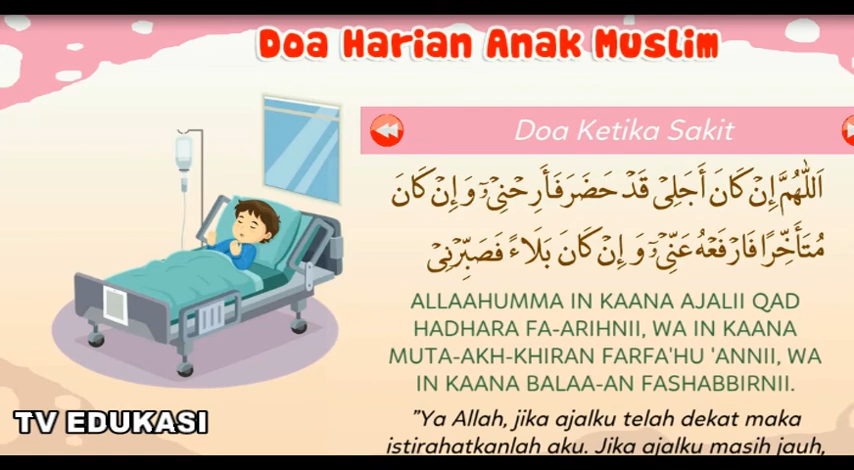 Doa Harian Anak Muslim
Doa Ketika Sakit
اَللّٰهُمَّ إِنْ كَانَ أَجَلِيْ قَدْ حَضَرَ فَأَرِحْنِيْ وَ إِنْ كَانَ
مُتَأَخِّرًا فَارْفَعْهُ عَنِّيْ وَ إِنْ كَانَ بَلَاءً فَصَبِّرْنِيْ
ALLAAHUMMA IN KAANA AJALII QAD
HADHARA FA-ARIHNII, WA IN KAANA
MUTA-AKH-KHIRAN FARFA'HU 'ANNII, WA
IN KAANA BALAA-AN FASHABBIRNII.
"Ya Allah, jika ajalku telah dekat maka
istirahatkanlah aku. Jika ajalku masih jauh,
TV EDUKASI